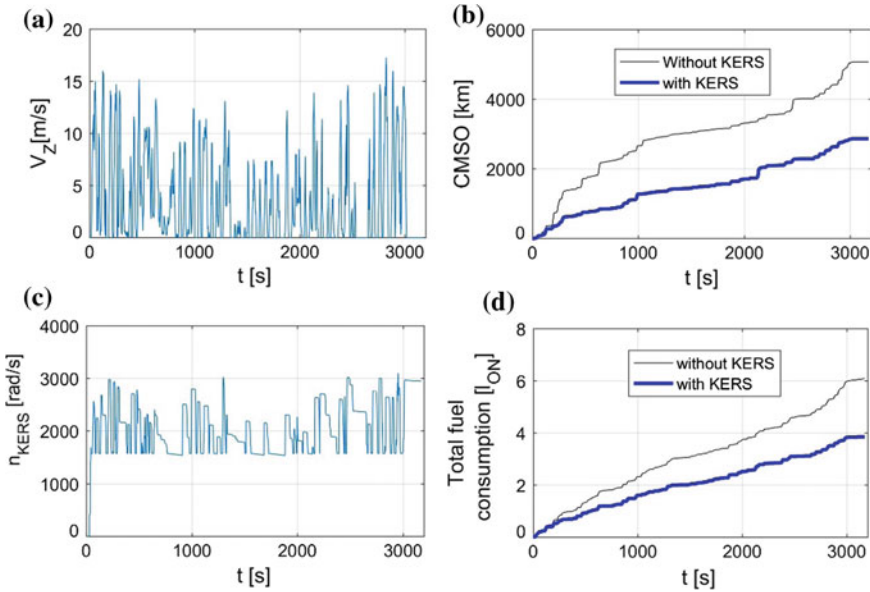 (a)
20
15
10
5
0
V_Z[m/s]
0 1000 2000 3000
t [s]
(b)
6000
4000
2000
0
CMSO [km]
Without KERS
with KERS
0 1000 2000 3000
t [s]
(c)
4000
3000
2000
1000
0
n_KERS [rad/s]
0 1000 2000 3000
t [s]
(d)
8
6
4
2
0
Total fuel
consumption [l_ON]
without KERS
with KERS
0 1000 2000 3000
t [s]